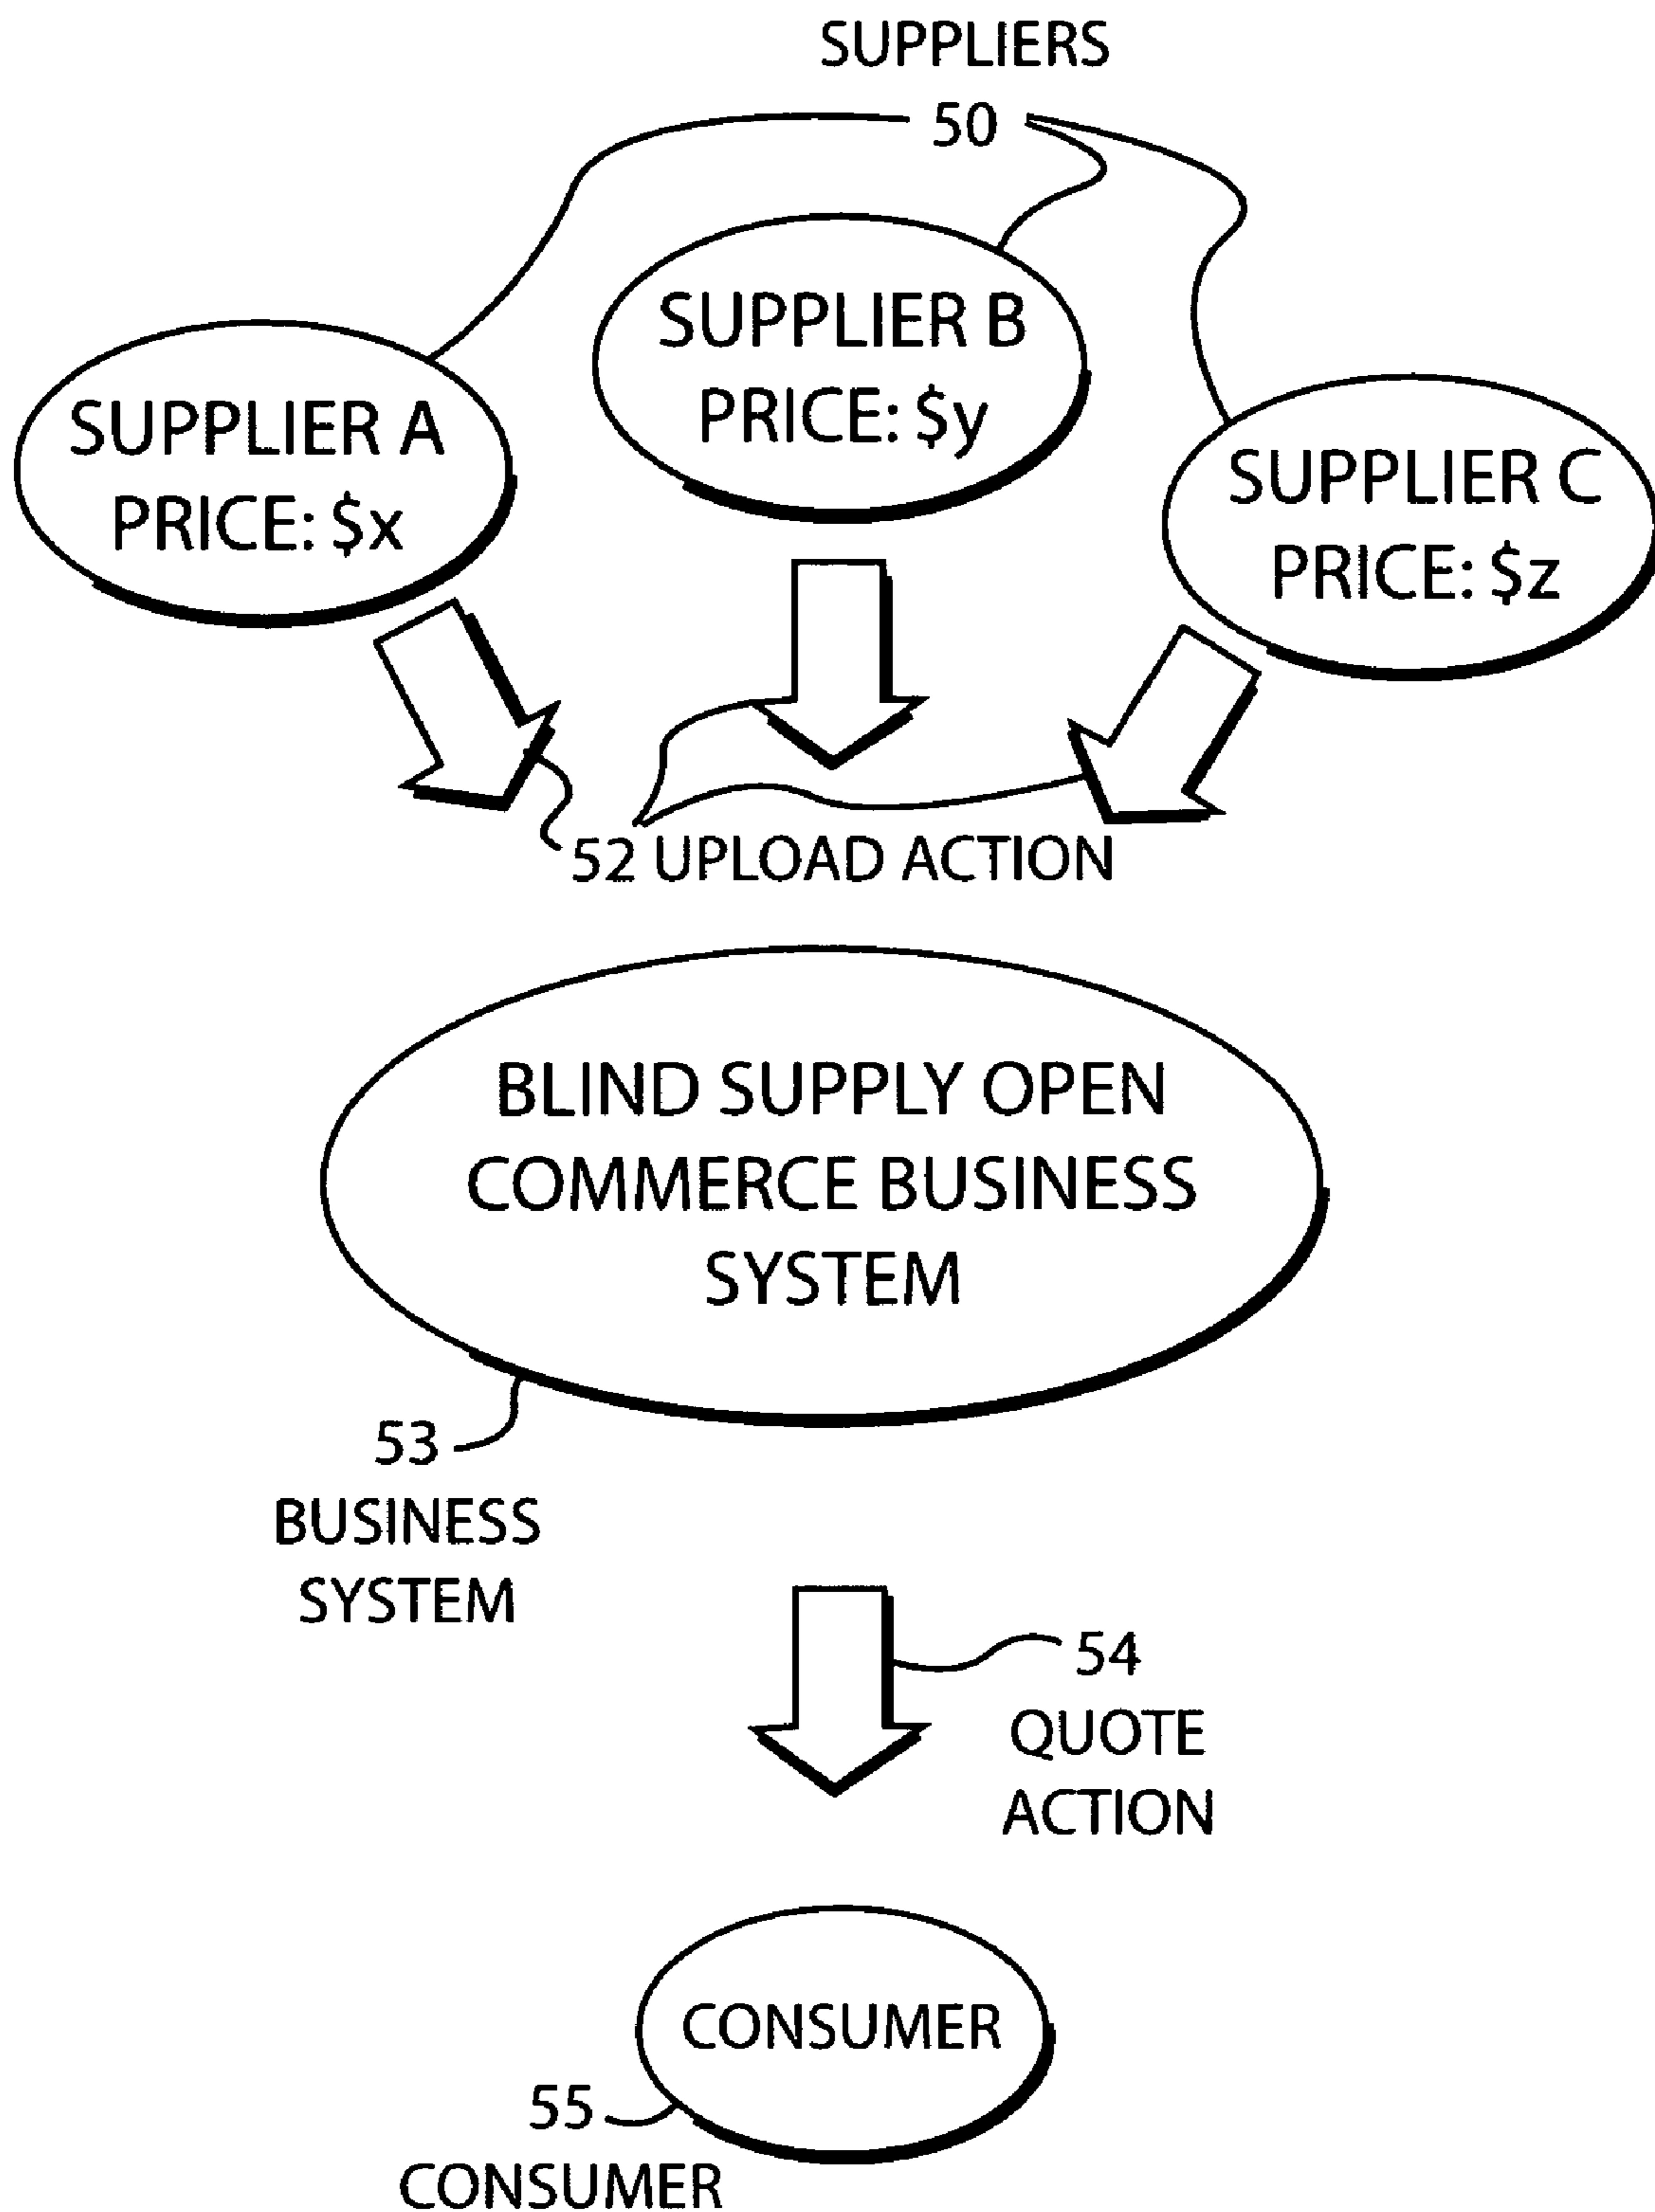 SUPPLIERS
50
SUPPLIER B
PRICE: $y
SUPPLIER A
PRICE: $x
SUPPLIER C
PRICE: $z
52 UPLOAD ACTION
BLIND SUPPLY OPEN
COMMERCE BUSINESS
SYSTEM
53
BUSINESS
SYSTEM
54
QUOTE
ACTION
CONSUMER
55
CONSUMER